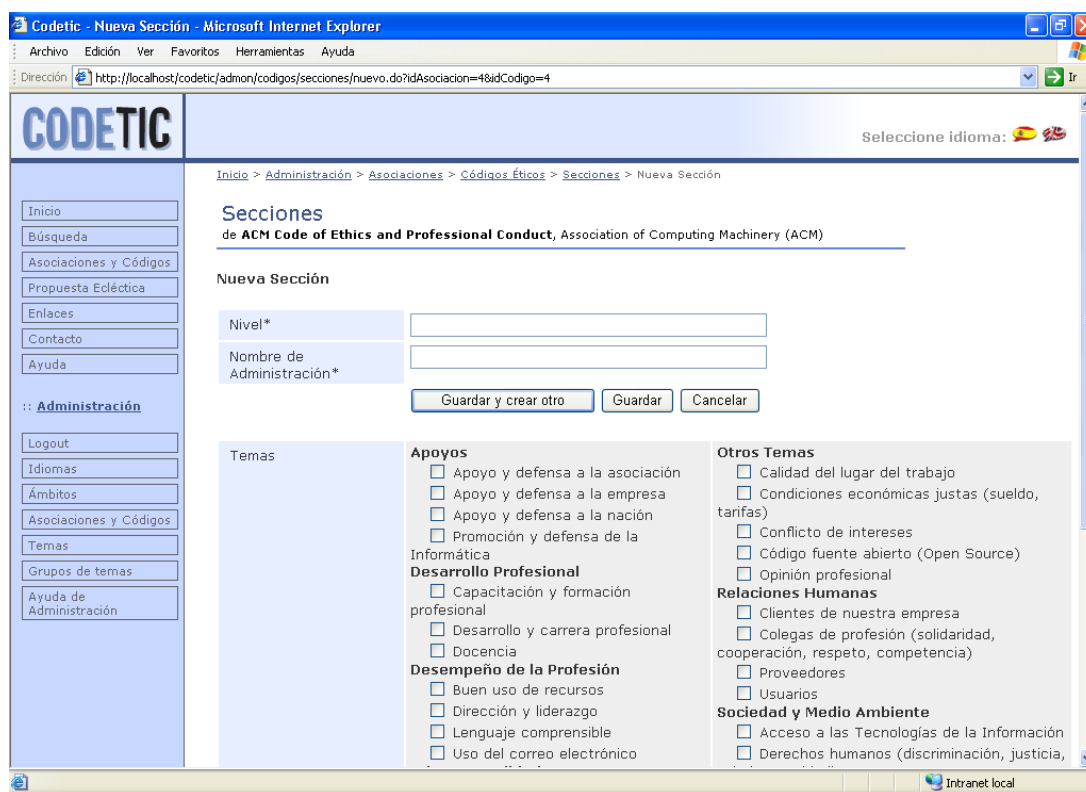 Codetic - Nueva Sección - Microsoft Internet Explorer
Archivo Edición Ver Favoritos Herramientas Ayuda
Dirección http://localhost/codetic/admon/codigos/secciones/nuevo.do?idAsociacion=4&idCodigo=4 Ir
CODETIC
Seleccione idioma:
Inicio > Administración > Asociaciones > Códigos Éticos > Secciones > Nueva Sección
Inicio
Búsqueda
Asociaciones y Códigos
Propuesta Ecléctica
Enlaces
Contacto
Ayuda
:: Administración
Logout
Idiomas
Ámbitos
Asociaciones y Códigos
Temas
Grupos de temas
Ayuda de
Administración
Secciones
de ACM Code of Ethics and Professional Conduct, Association of Computing Machinery (ACM)
Nueva Sección
Nivel*
Nombre de
Administración*
Guardar y crear otro Guardar Cancelar
Temas
Apoyos
Apoyo y defensa a la asociación
Apoyo y defensa a la empresa
Apoyo y defensa a la nación
Promoción y defensa de la
Informática
Desarrollo Profesional
Capacitación y formación
profesional
Desarrollo y carrera profesional
Docencia
Desempeño de la Profesión
Buen uso de recursos
Dirección y liderazgo
Lenguaje comprensible
Uso del correo electrónico
Otros Temas
Calidad del lugar del trabajo
Condiciones económicas justas (sueldo,
tarifas)
Conflicto de intereses
Código fuente abierto (Open Source)
Opinión profesional
Relaciones Humanas
Clientes de nuestra empresa
Colegas de profesión (solidaridad,
cooperación, respeto, competencia)
Proveedores
Usuarios
Sociedad y Medio Ambiente
Acceso a las Tecnologías de la Información
Derechos humanos (discriminación, justicia,
Intranet local